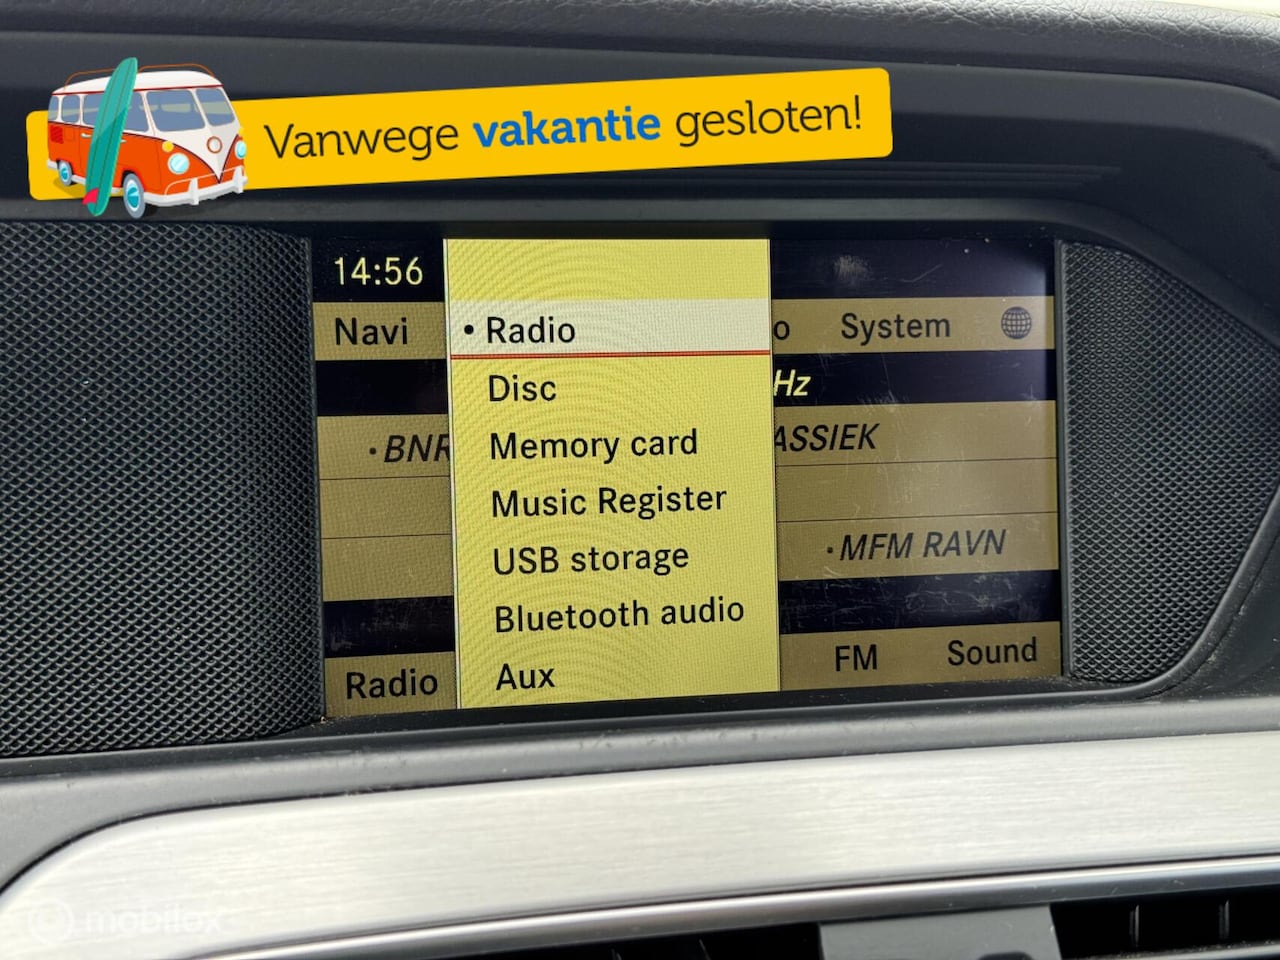 Vanwege vakantie gesloten!
14:56
Navi
• Radio
System
Disc
Hz
Memory card
•BNR
ASSIEK
Music Register
USB storage
•MFM RAVN
Bluetooth audio
Radio
Aux
FM
Sound
© mobilox